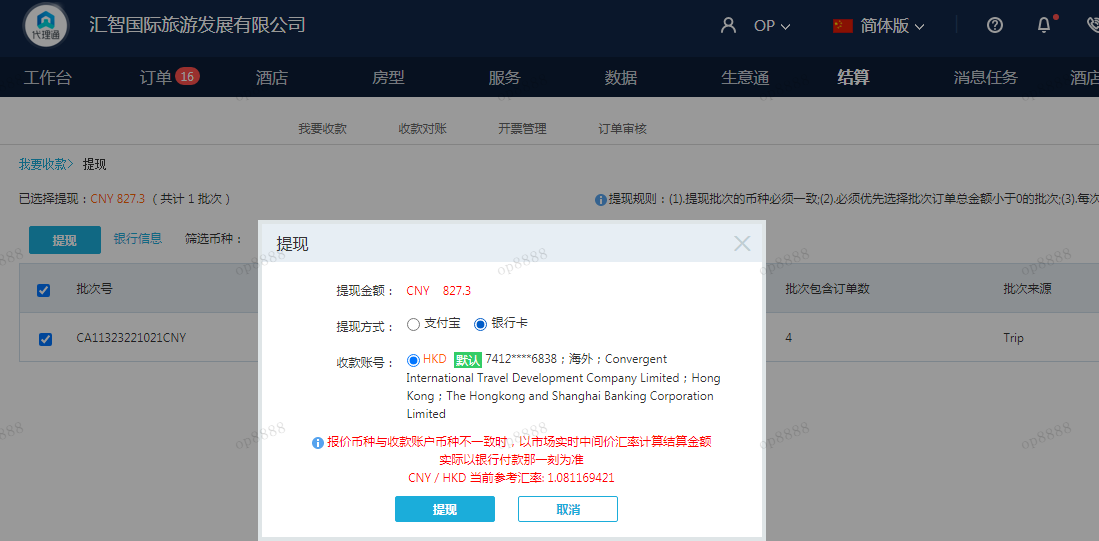 代理通
汇智国际旅游发展有限公司
OP
简体版
工作台
订单 16
酒店
房型
服务
数据
生意通
结算
消息任务
酒店
我要收款
收款对账
开票管理
订单审核
我要收款> 提现
已选择提现：CNY 827.3 （ 共计 1 批次 ）
提现规则：(1).提现批次的币种必须一致;(2).必须优先选择批次订单总金额小于0的批次;(3).每次
提现
银行信息
筛选币种：
批次号
批次包含订单数
批次来源
CA11323221021CNY
4
Trip
提现
提现金额： CNY 827.3
提现方式： 支付宝 银行卡
收款账号： HKD 默认 7412****6838；海外；Convergent
International Travel Development Company Limited；Hong
Kong；The Hongkong and Shanghai Banking Corporation
Limited
报价币种与收款账户币种不一致时，以市场实时中间价汇率计算结算金额
实际以银行付款那一刻为准
CNY / HKD 当前参考汇率: 1.081169421
提现
取消
op8888
op8888
op8888
op8888
op8888
op8888
op8888
op8888